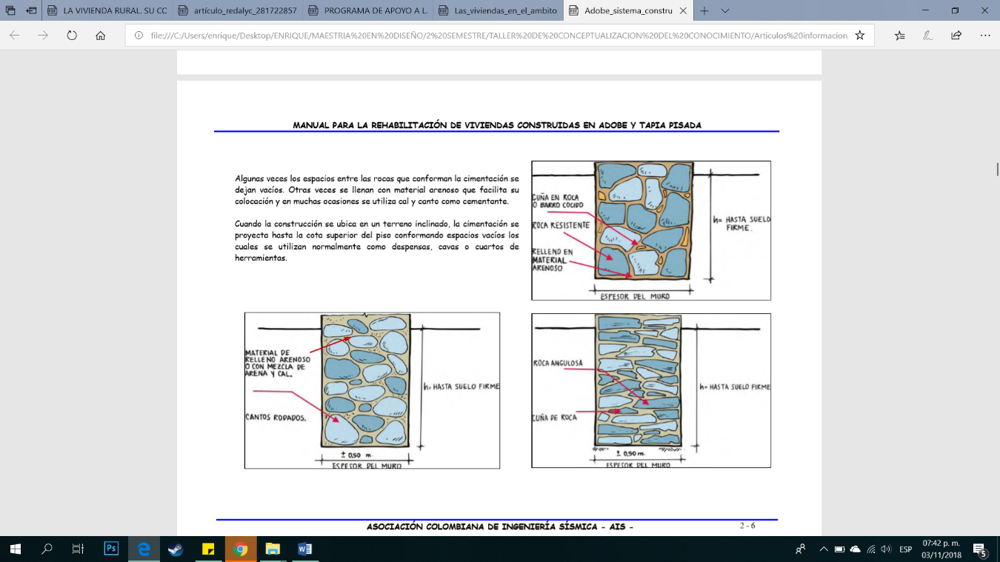 LA VIVIENDA RURAL. SU CC
artículo_redalyc_281722857
PROGRAMA DE APOYO A L.
Las_viviendas_en_el_ambito
Adobe_sistema_constru
file:///C:/Users/enrique/Desktop/ENRIQUE/MAESTRIA%20EN%20DISEÑO/2%20SEMESTRE/TALLER%20DE%20CONCEPTUALIZACION%20DEL%20CONOCIMIENTO/Articulos%20informacion
MANUAL PARA LA REHABILITACIÓN DE VIVIENDAS CONSTRUIDAS EN ADOBE Y TAPIA PISADA
Algunas veces los espacios entre las rocas que conforman la cimentación se
dejan vacíos. Otras veces se llenan con material arenoso que facilita su
colocación y en muchas ocasiones se utiliza cal y canto como cementante.
Cuando la construcción se ubica en un terreno inclinado, la cimentación se
proyecta hasta la cota superior del piso conformando espacios vacíos los
cuales se utilizan normalmente como despensas, cavas o cuartos de
herramientas.
CUÑA EN ROCA
O BARRO COCIDO
ROCA RESISTENTE
RELLENO EN
MATERIAL
ARENOSO
h= HASTA SUELO
FIRME.
ESPESOR DEL MURO
MATERIAL DE
RELLENO ARENOSO
O CON MEZCLA DE
ARENA Y CAL.
CANTOS RODADOS.
h= HASTA SUELO FIRME
± 0,50 m.
ESPESOR DEL MURO
ROCA ANGULOSA
CUÑA DE ROCA
h= HASTA SUELO FIRME
± 0,50 m.
ESPESOR DEL MURO
ASOCIACIÓN COLOMBIANA DE INGENIERÍA SÍSMICA - AIS -
2 - 6
Ps
ESP
07:42 p. m.
03/11/2018
5